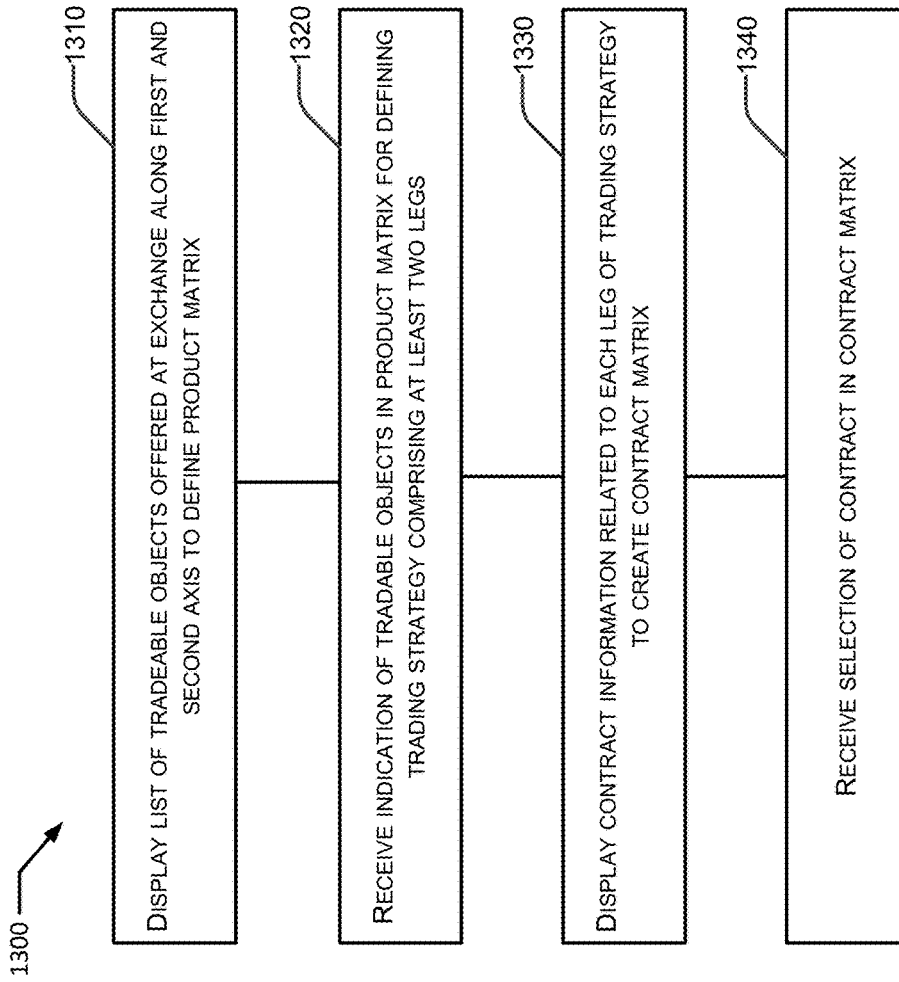 1300
1310
DISPLAY LIST OF TRADEABLE OBJECTS OFFERED AT EXCHANGE ALONG FIRST AND
SECOND AXIS TO DEFINE PRODUCT MATRIX
1320
RECEIVE INDICATION OF TRADABLE OBJECTS IN PRODUCT MATRIX FOR DEFINING
TRADING STRATEGY COMPRISING AT LEAST TWO LEGS
1330
DISPLAY CONTRACT INFORMATION RELATED TO EACH LEG OF TRADING STRATEGY
TO CREATE CONTRACT MATRIX
1340
RECEIVE SELECTION OF CONTRACT IN CONTRACT MATRIX